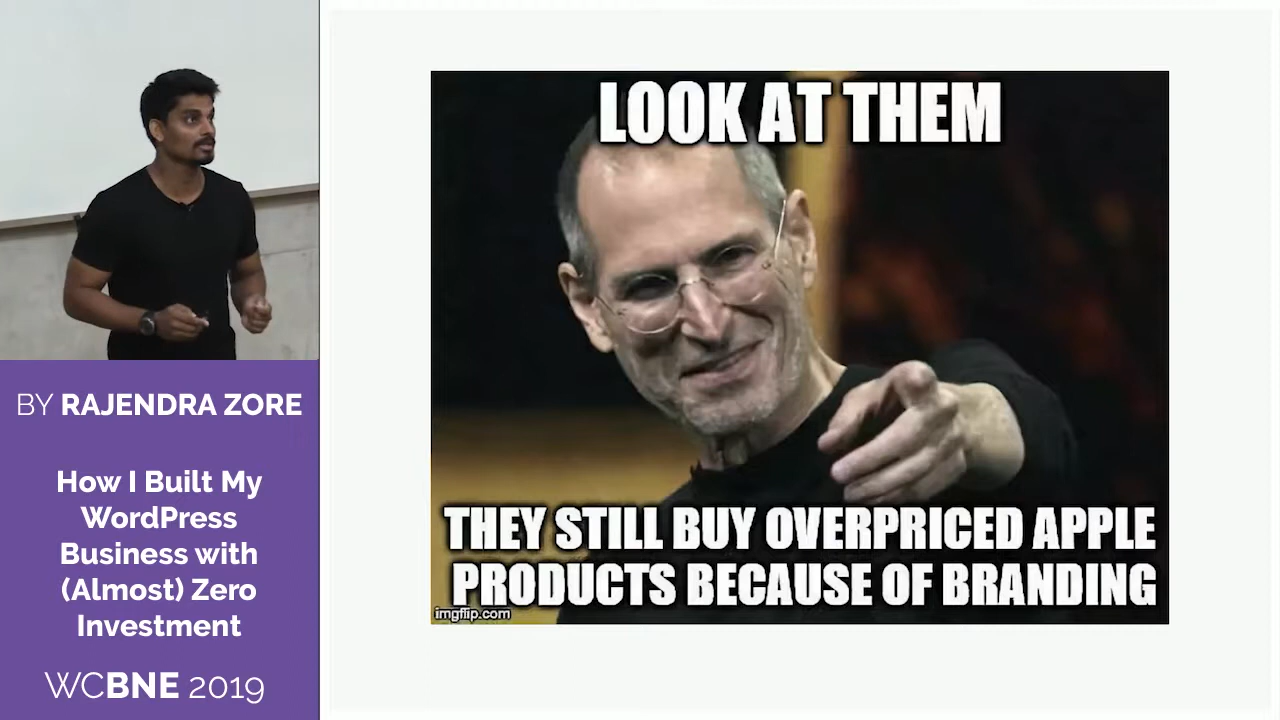 BY RAJENDRA ZORE
How I Built My
WordPress
Business with
(Almost) Zero
Investment
WCBNE 2019
LOOK AT THEM
THEY STILL BUY OVERPRICED APPLE
PRODUCTS BECAUSE OF BRANDING
imgflip.com